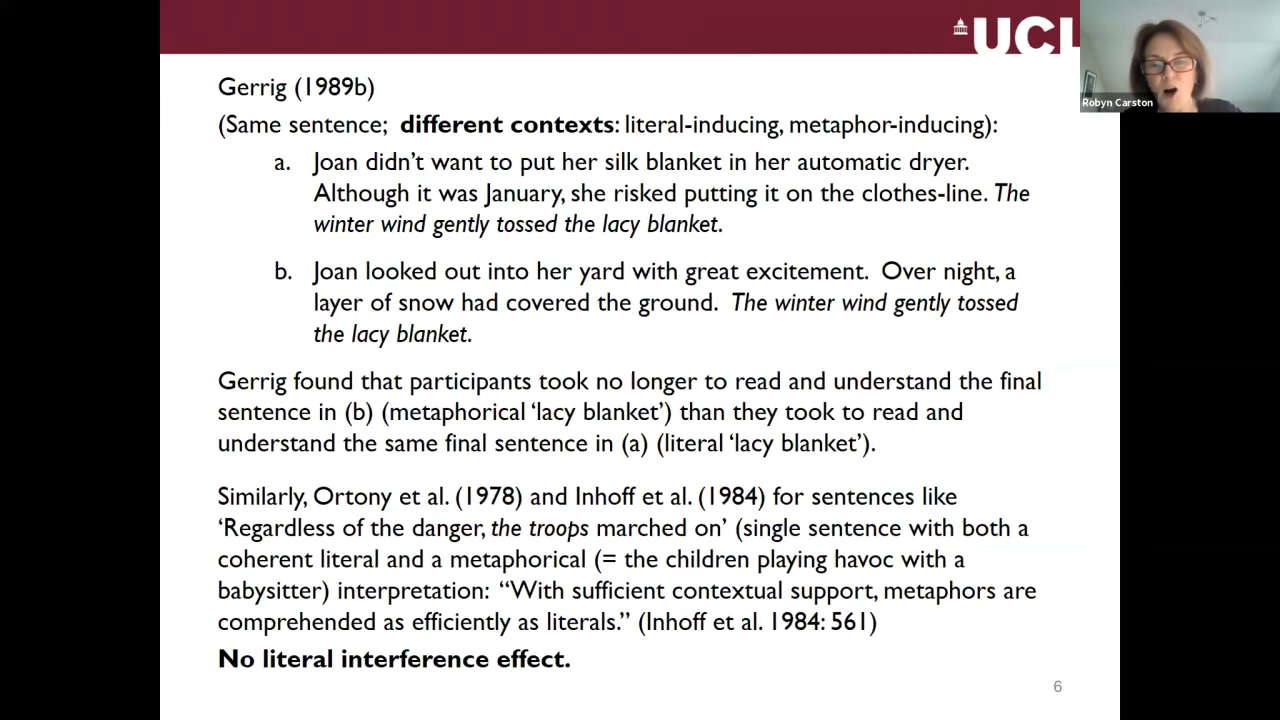 UCL
Robyn Carston
Gerrig (1989b)
(Same sentence; different contexts: literal-inducing, metaphor-inducing):
a. Joan didn’t want to put her silk blanket in her automatic dryer.
Although it was January, she risked putting it on the clothes-line. The
winter wind gently tossed the lacy blanket.
b. Joan looked out into her yard with great excitement. Over night, a
layer of snow had covered the ground. The winter wind gently tossed
the lacy blanket.
Gerrig found that participants took no longer to read and understand the final
sentence in (b) (metaphorical ‘lacy blanket’) than they took to read and
understand the same final sentence in (a) (literal ‘lacy blanket’).
Similarly, Ortony et al. (1978) and Inhoff et al. (1984) for sentences like
‘Regardless of the danger, the troops marched on’ (single sentence with both a
coherent literal and a metaphorical (= the children playing havoc with a
babysitter) interpretation: “With sufficient contextual support, metaphors are
comprehended as efficiently as literals.” (Inhoff et al. 1984: 561)
No literal interference effect.
6